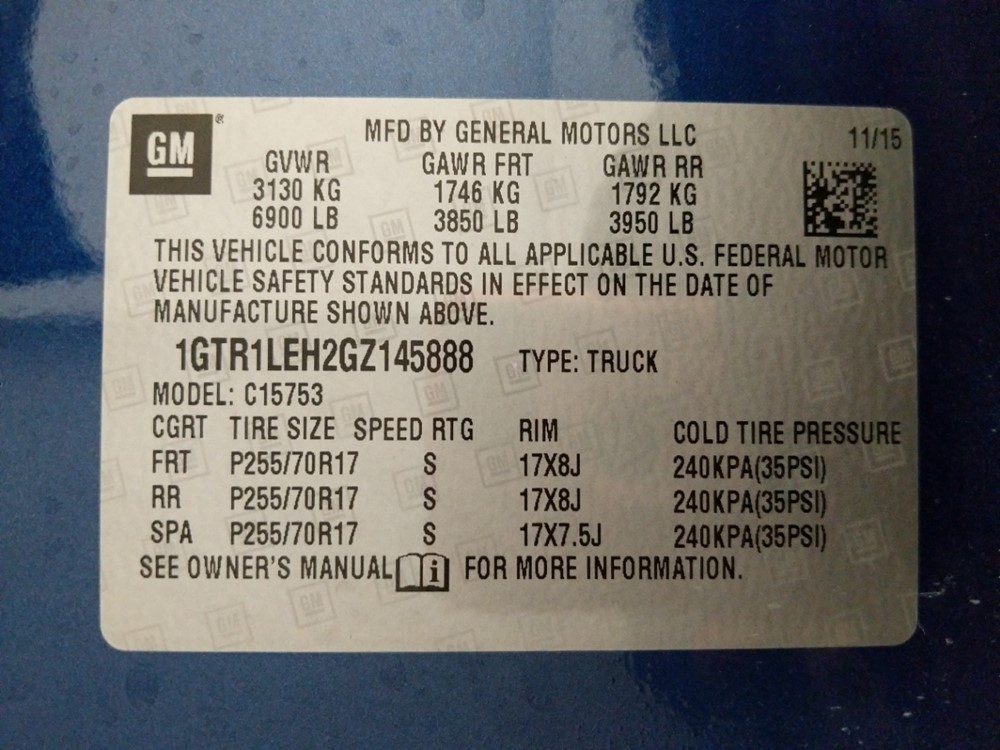 GM® MFD BY GENERAL MOTORS LLC 11/15
GVWR GAWR FRT GAWR RR
3130 KG 1746 KG 1792 KG
6900 LB 3850 LB 3950 LB
THIS VEHICLE CONFORMS TO ALL APPLICABLE U.S. FEDERAL MOTOR
VEHICLE SAFETY STANDARDS IN EFFECT ON THE DATE OF
MANUFACTURE SHOWN ABOVE.
1GTR1LEH2GZ145888 TYPE: TRUCK
MODEL: C15753
CGRT TIRE SIZE SPEED RTG RIM COLD TIRE PRESSURE
FRT P255/70R17 S 17X8J 240KPA(35PSI)
RR P255/70R17 S 17X8J 240KPA(35PSI)
SPA P255/70R17 S 17X7.5J 240KPA(35PSI)
SEE OWNER'S MANUAL i FOR MORE INFORMATION.